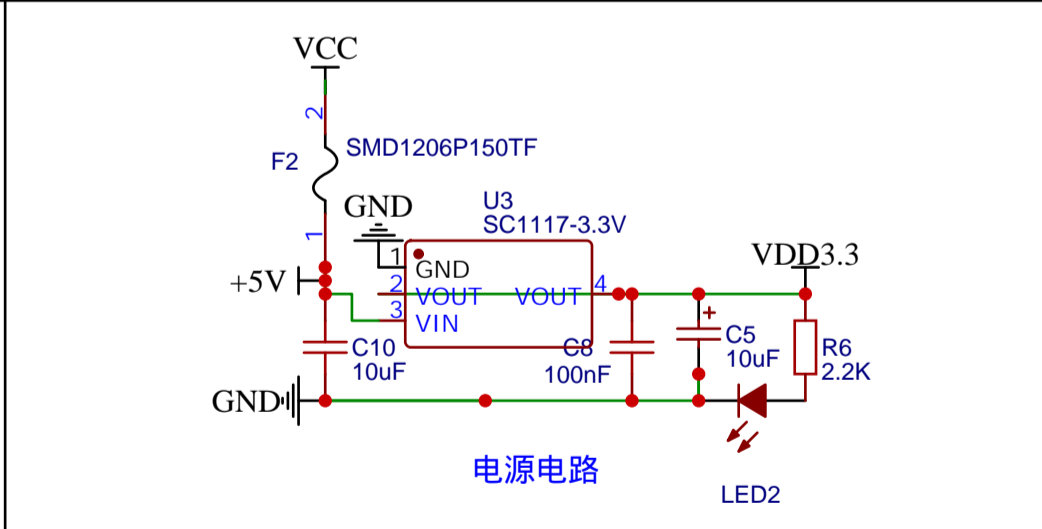 VCC
2
F2
SMD1206P150TF
1
GND
U3
SC1117-3.3V
1
GND
2
VOUT
VOUT
4
3
VIN
+5V
VDD3.3
C10
10uF
C8
100nF
+
C5
10uF
R6
2.2K
GND
电源电路
LED2